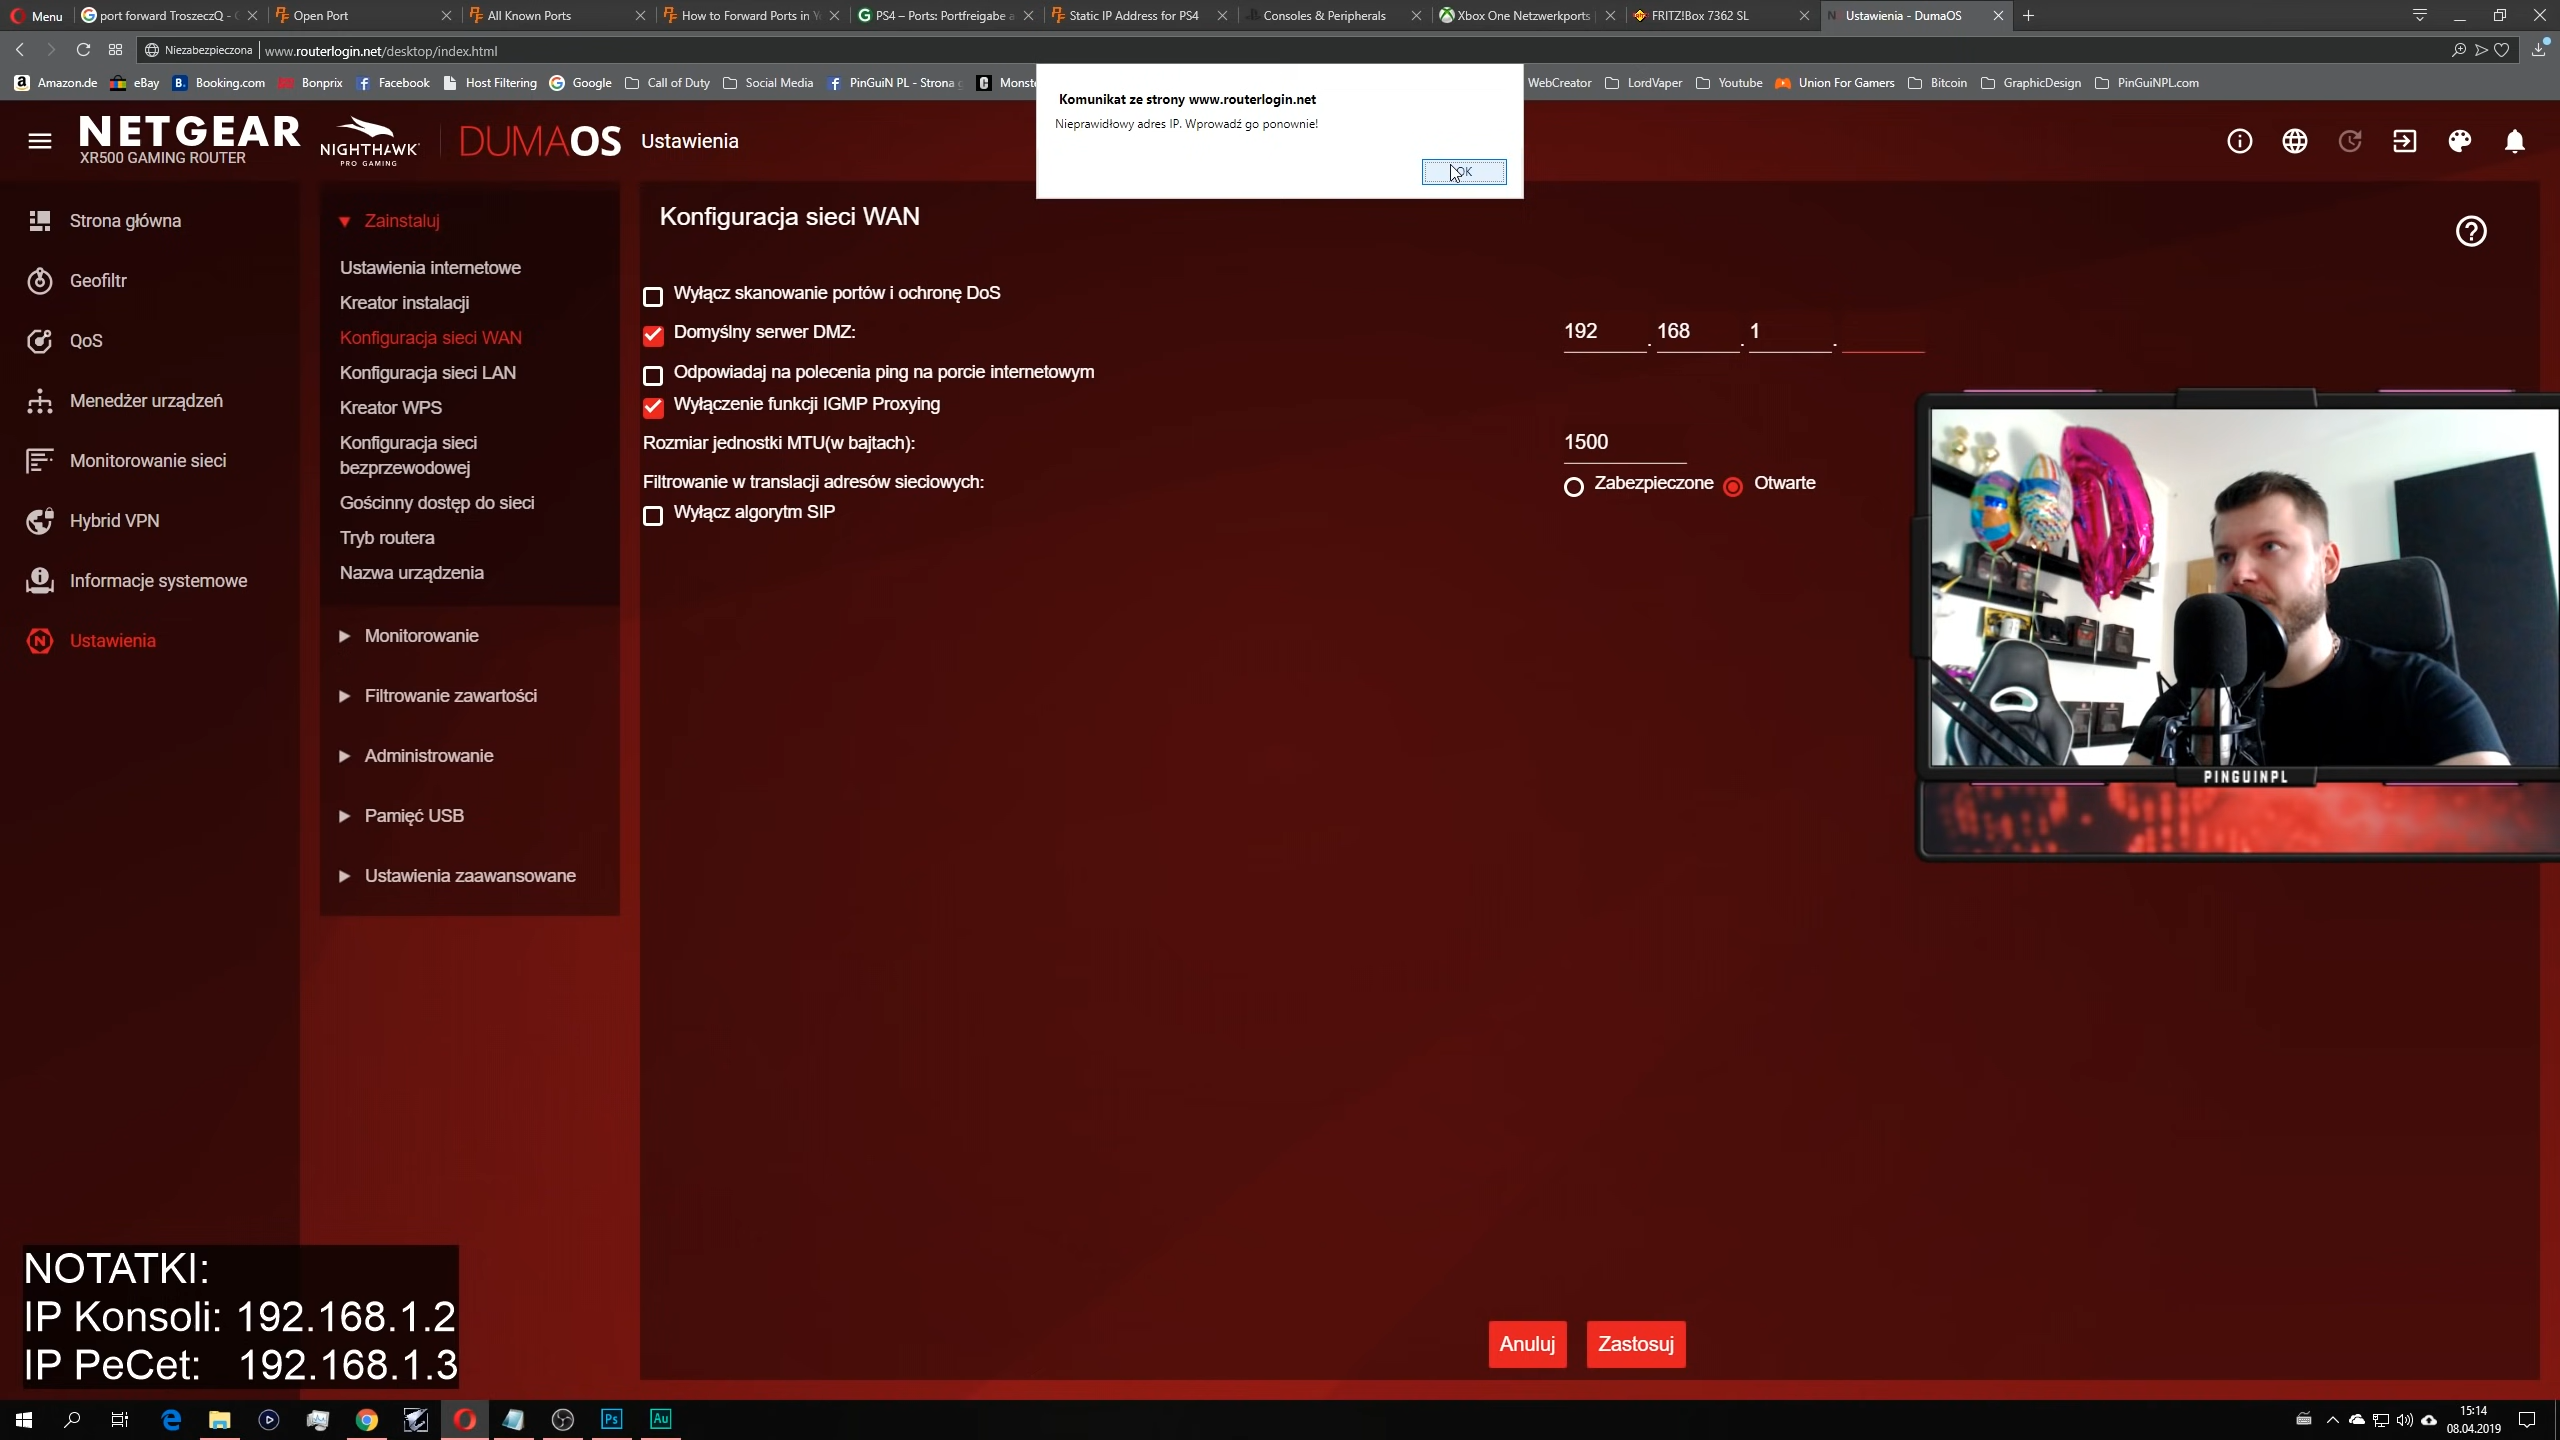 Menu
port forward TroszeczQ -
Open Port
All Known Ports
How to Forward Ports in Y
PS4 – Ports: Portfreigabe a
Static IP Address for PS4
Consoles & Peripherals
Xbox One Netzwerkports
FRITZ!Box 7362 SL
Ustawienia - DumaOS
Niezabezpieczona
www.routerlogin.net/desktop/index.html
Amazon.de
eBay
Booking.com
Bonprix
Facebook
Host Filtering
Google
Call of Duty
Social Media
PinGuiN PL - Strona g
Monst
WebCreator
LordVaper
Youtube
Union For Gamers
Bitcoin
GraphicDesign
PinGuiNPL.com
Komunikat ze strony www.routerlogin.net
Nieprawidłowy adres IP. Wprowadź go ponownie!
OK
NETGEAR
XR500 GAMING ROUTER
NIGHTHAWK
PRO GAMING
DUMAOS
Ustawienia
Strona główna
Geofiltr
QoS
Menedżer urządzeń
Monitorowanie sieci
Hybrid VPN
Informacje systemowe
Ustawienia
Zainstaluj
Ustawienia internetowe
Kreator instalacji
Konfiguracja sieci WAN
Konfiguracja sieci LAN
Kreator WPS
Konfiguracja sieci
bezprzewodowej
Gościnny dostęp do sieci
Tryb routera
Nazwa urządzenia
Monitorowanie
Filtrowanie zawartości
Administrowanie
Pamięć USB
Ustawienia zaawansowane
Konfiguracja sieci WAN
Wyłącz skanowanie portów i ochronę DoS
Domyślny serwer DMZ:
192 . 168 . 1 .
Odpowiadaj na polecenia ping na porcie internetowym
Wyłączenie funkcji IGMP Proxying
Rozmiar jednostki MTU(w bajtach):
1500
Filtrowanie w translacji adresów sieciowych:
Zabezpieczone
Otwarte
Wyłącz algorytm SIP
PINGUINPL
Anuluj
Zastosuj
NOTATKI:
IP Konsoli: 192.168.1.2
IP PeCet: 192.168.1.3
Ps
Au
15:14
08.04.2019